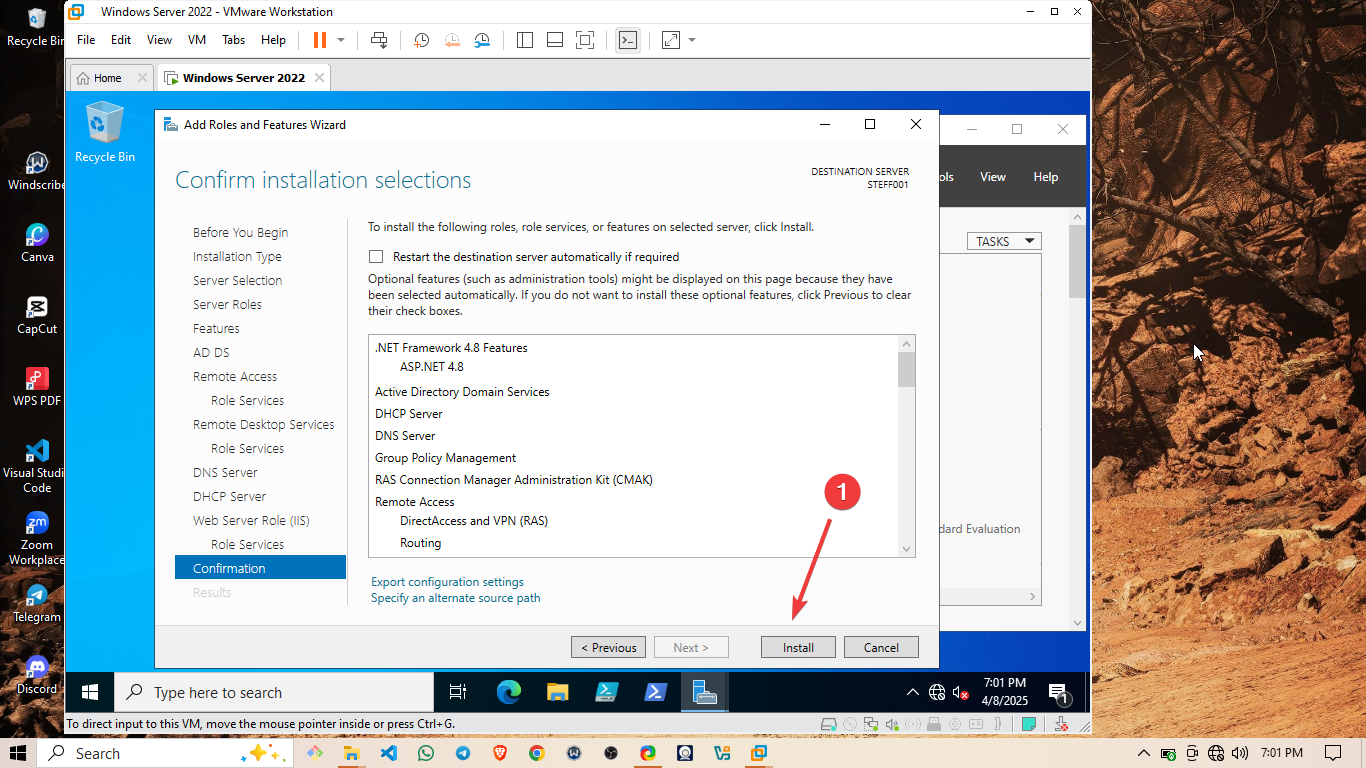 Recycle Bin
Windscribe
Canva
CapCut
WPS PDF
Visual Studi
Code
Zoom
Workplace
Telegram
Discord
Windows Server 2022 - VMware Workstation
File Edit View VM Tabs Help
Home
Windows Server 2022
Recycle Bin
Add Roles and Features Wizard
Confirm installation selections
DESTINATION SERVER
STEFF001
Before You Begin
Installation Type
Server Selection
Server Roles
Features
AD DS
Remote Access
Role Services
Remote Desktop Services
Role Services
DNS Server
DHCP Server
Web Server Role (IIS)
Role Services
Confirmation
Results
To install the following roles, role services, or features on selected server, click Install.
Restart the destination server automatically if required
Optional features (such as administration tools) might be displayed on this page because they have
been selected automatically. If you do not want to install these optional features, click Previous to clear
their check boxes.
.NET Framework 4.8 Features
ASP.NET 4.8
Active Directory Domain Services
DHCP Server
DNS Server
Group Policy Management
RAS Connection Manager Administration Kit (CMAK)
Remote Access
DirectAccess and VPN (RAS)
Routing
1
Export configuration settings
Specify an alternate source path
< Previous
Next >
Install
Cancel
ols View Help
TASKS
dard Evaluation
Type here to search
7:01 PM
4/8/2025
1
To direct input to this VM, move the mouse pointer inside or press Ctrl+G.
Search
7:01 PM